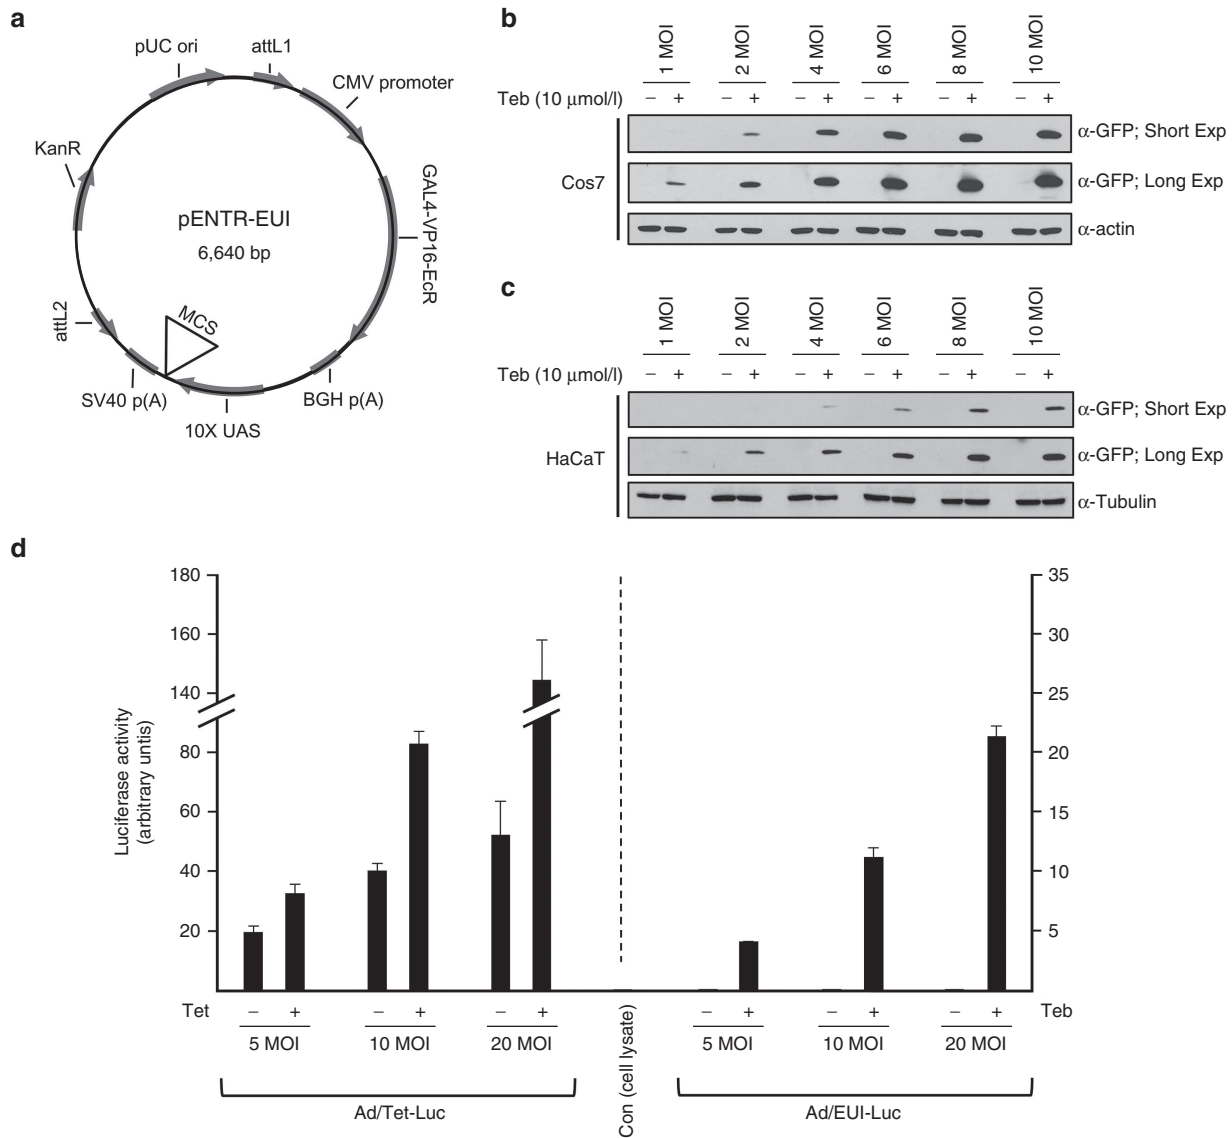 a
pUC ori
attL1
CMV promoter
KanR
GAL4-VP16-EcR
pENTR-EUI
6,640 bp
attL2
MCS
SV40 p(A)
BGH p(A)
10X UAS
b
1 MOI
2 MOI
4 MOI
6 MOI
8 MOI
10 MOI
Teb (10 μmol/l)
− + − + − + − + − + − +
Cos7
α-GFP; Short Exp
α-GFP; Long Exp
α-actin
c
1 MOI
2 MOI
4 MOI
6 MOI
8 MOI
10 MOI
Teb (10 μmol/l)
− + − + − + − + − + − +
HaCaT
α-GFP; Short Exp
α-GFP; Long Exp
α-Tubulin
d
Luciferase activity
(arbitrary untis)
180
160
140
80
60
40
20
35
30
25
20
15
10
5
Tet
− + − + − +
− + − + − +
Teb
5 MOI
10 MOI
20 MOI
Con (cell lysate)
5 MOI
10 MOI
20 MOI
Ad/Tet-Luc
Ad/EUI-Luc